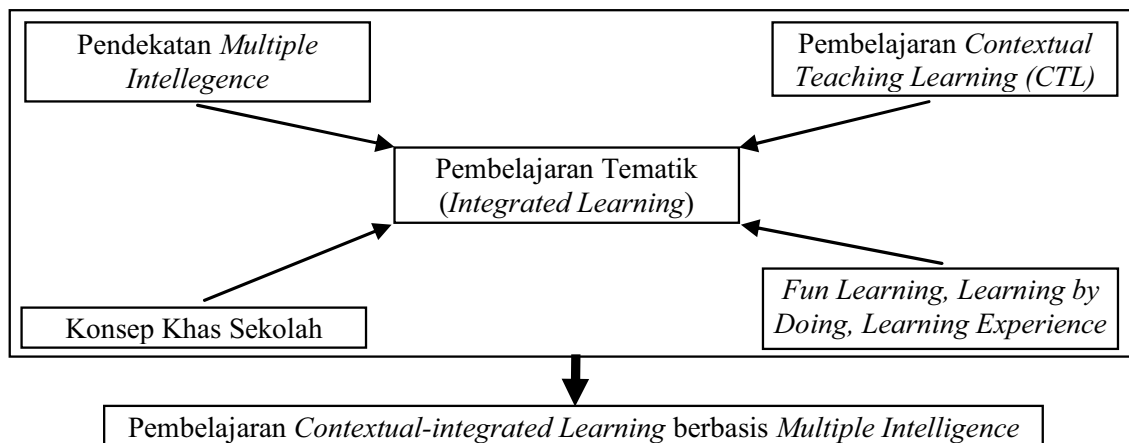 Pendekatan Multiple
Intellegence
Pembelajaran Contextual
Teaching Learning (CTL)
Pembelajaran Tematik
(Integrated Learning)
Konsep Khas Sekolah
Fun Learning, Learning by
Doing, Learning Experience
Pembelajaran Contextual-integrated Learning berbasis Multiple Intelligence